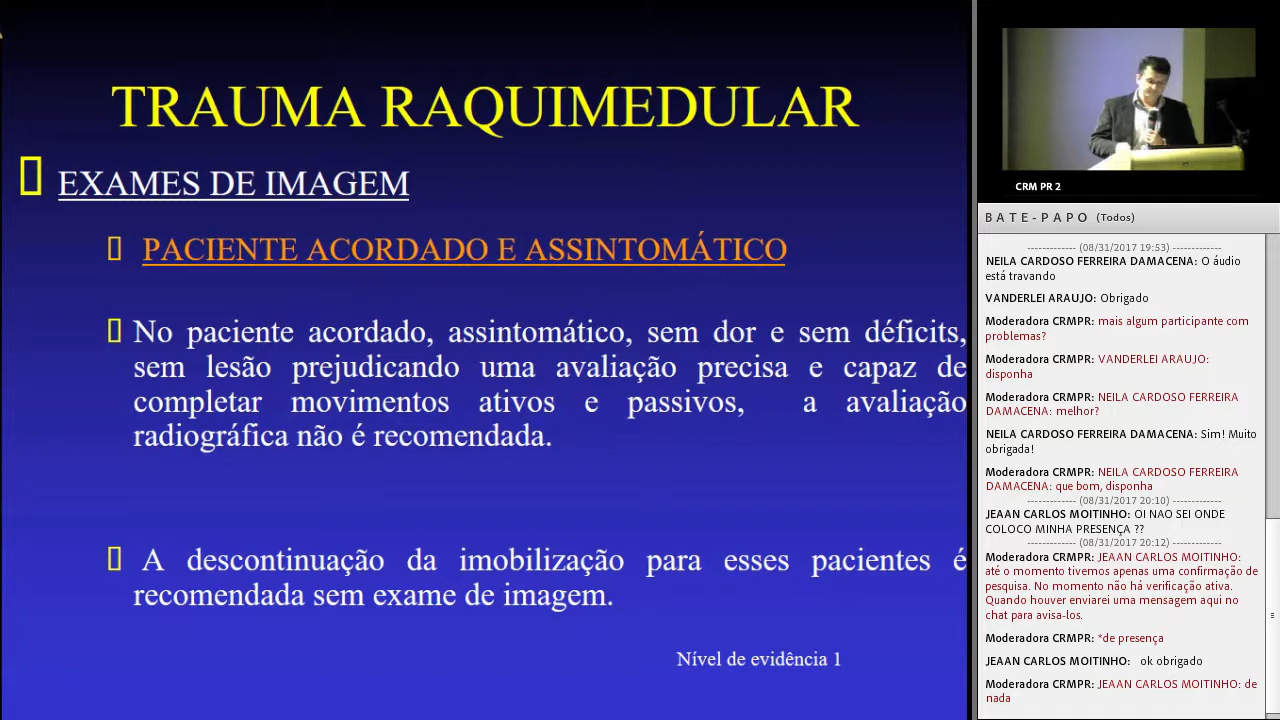 TRAUMA RAQUIMEDULAR
EXAMES DE IMAGEM
PACIENTE ACORDADO E ASSINTOMÁTICO
No paciente acordado, assintomático, sem dor e sem déficits,
sem lesão prejudicando uma avaliação precisa e capaz de
completar movimentos ativos e passivos, a avaliação
radiográfica não é recomendada.
A descontinuação da imobilização para esses pacientes é
recomendada sem exame de imagem.
Nível de evidência 1
CRM PR 2
BATE-PAPO (Todos)
------------- (08/31/2017 19:53) -------------
NEILA CARDOSO FERREIRA DAMACENA: O áudio
está travando
VANDERLEI ARAUJO: Obrigado
Moderadora CRMPR: mais algum participante com
problemas?
Moderadora CRMPR: VANDERLEI ARAUJO:
disponha
Moderadora CRMPR: NEILA CARDOSO FERREIRA
DAMACENA: melhor?
NEILA CARDOSO FERREIRA DAMACENA: Sim! Muito
obrigada!
Moderadora CRMPR: NEILA CARDOSO FERREIRA
DAMACENA: que bom, disponha
------------- (08/31/2017 20:10) -------------
JEAAN CARLOS MOITINHO: OI NAO SEI ONDE
COLOCO MINHA PRESENÇA ??
------------- (08/31/2017 20:12) -------------
Moderadora CRMPR: JEAAN CARLOS MOITINHO:
até o momento tivemos apenas uma confirmação de
pesquisa. No momento não há verificação ativa.
Quando houver enviarei uma mensagem aqui no
chat para avisa-los.
Moderadora CRMPR: *de presença
JEAAN CARLOS MOITINHO: ok obrigado
Moderadora CRMPR: JEAAN CARLOS MOITINHO: de
nada